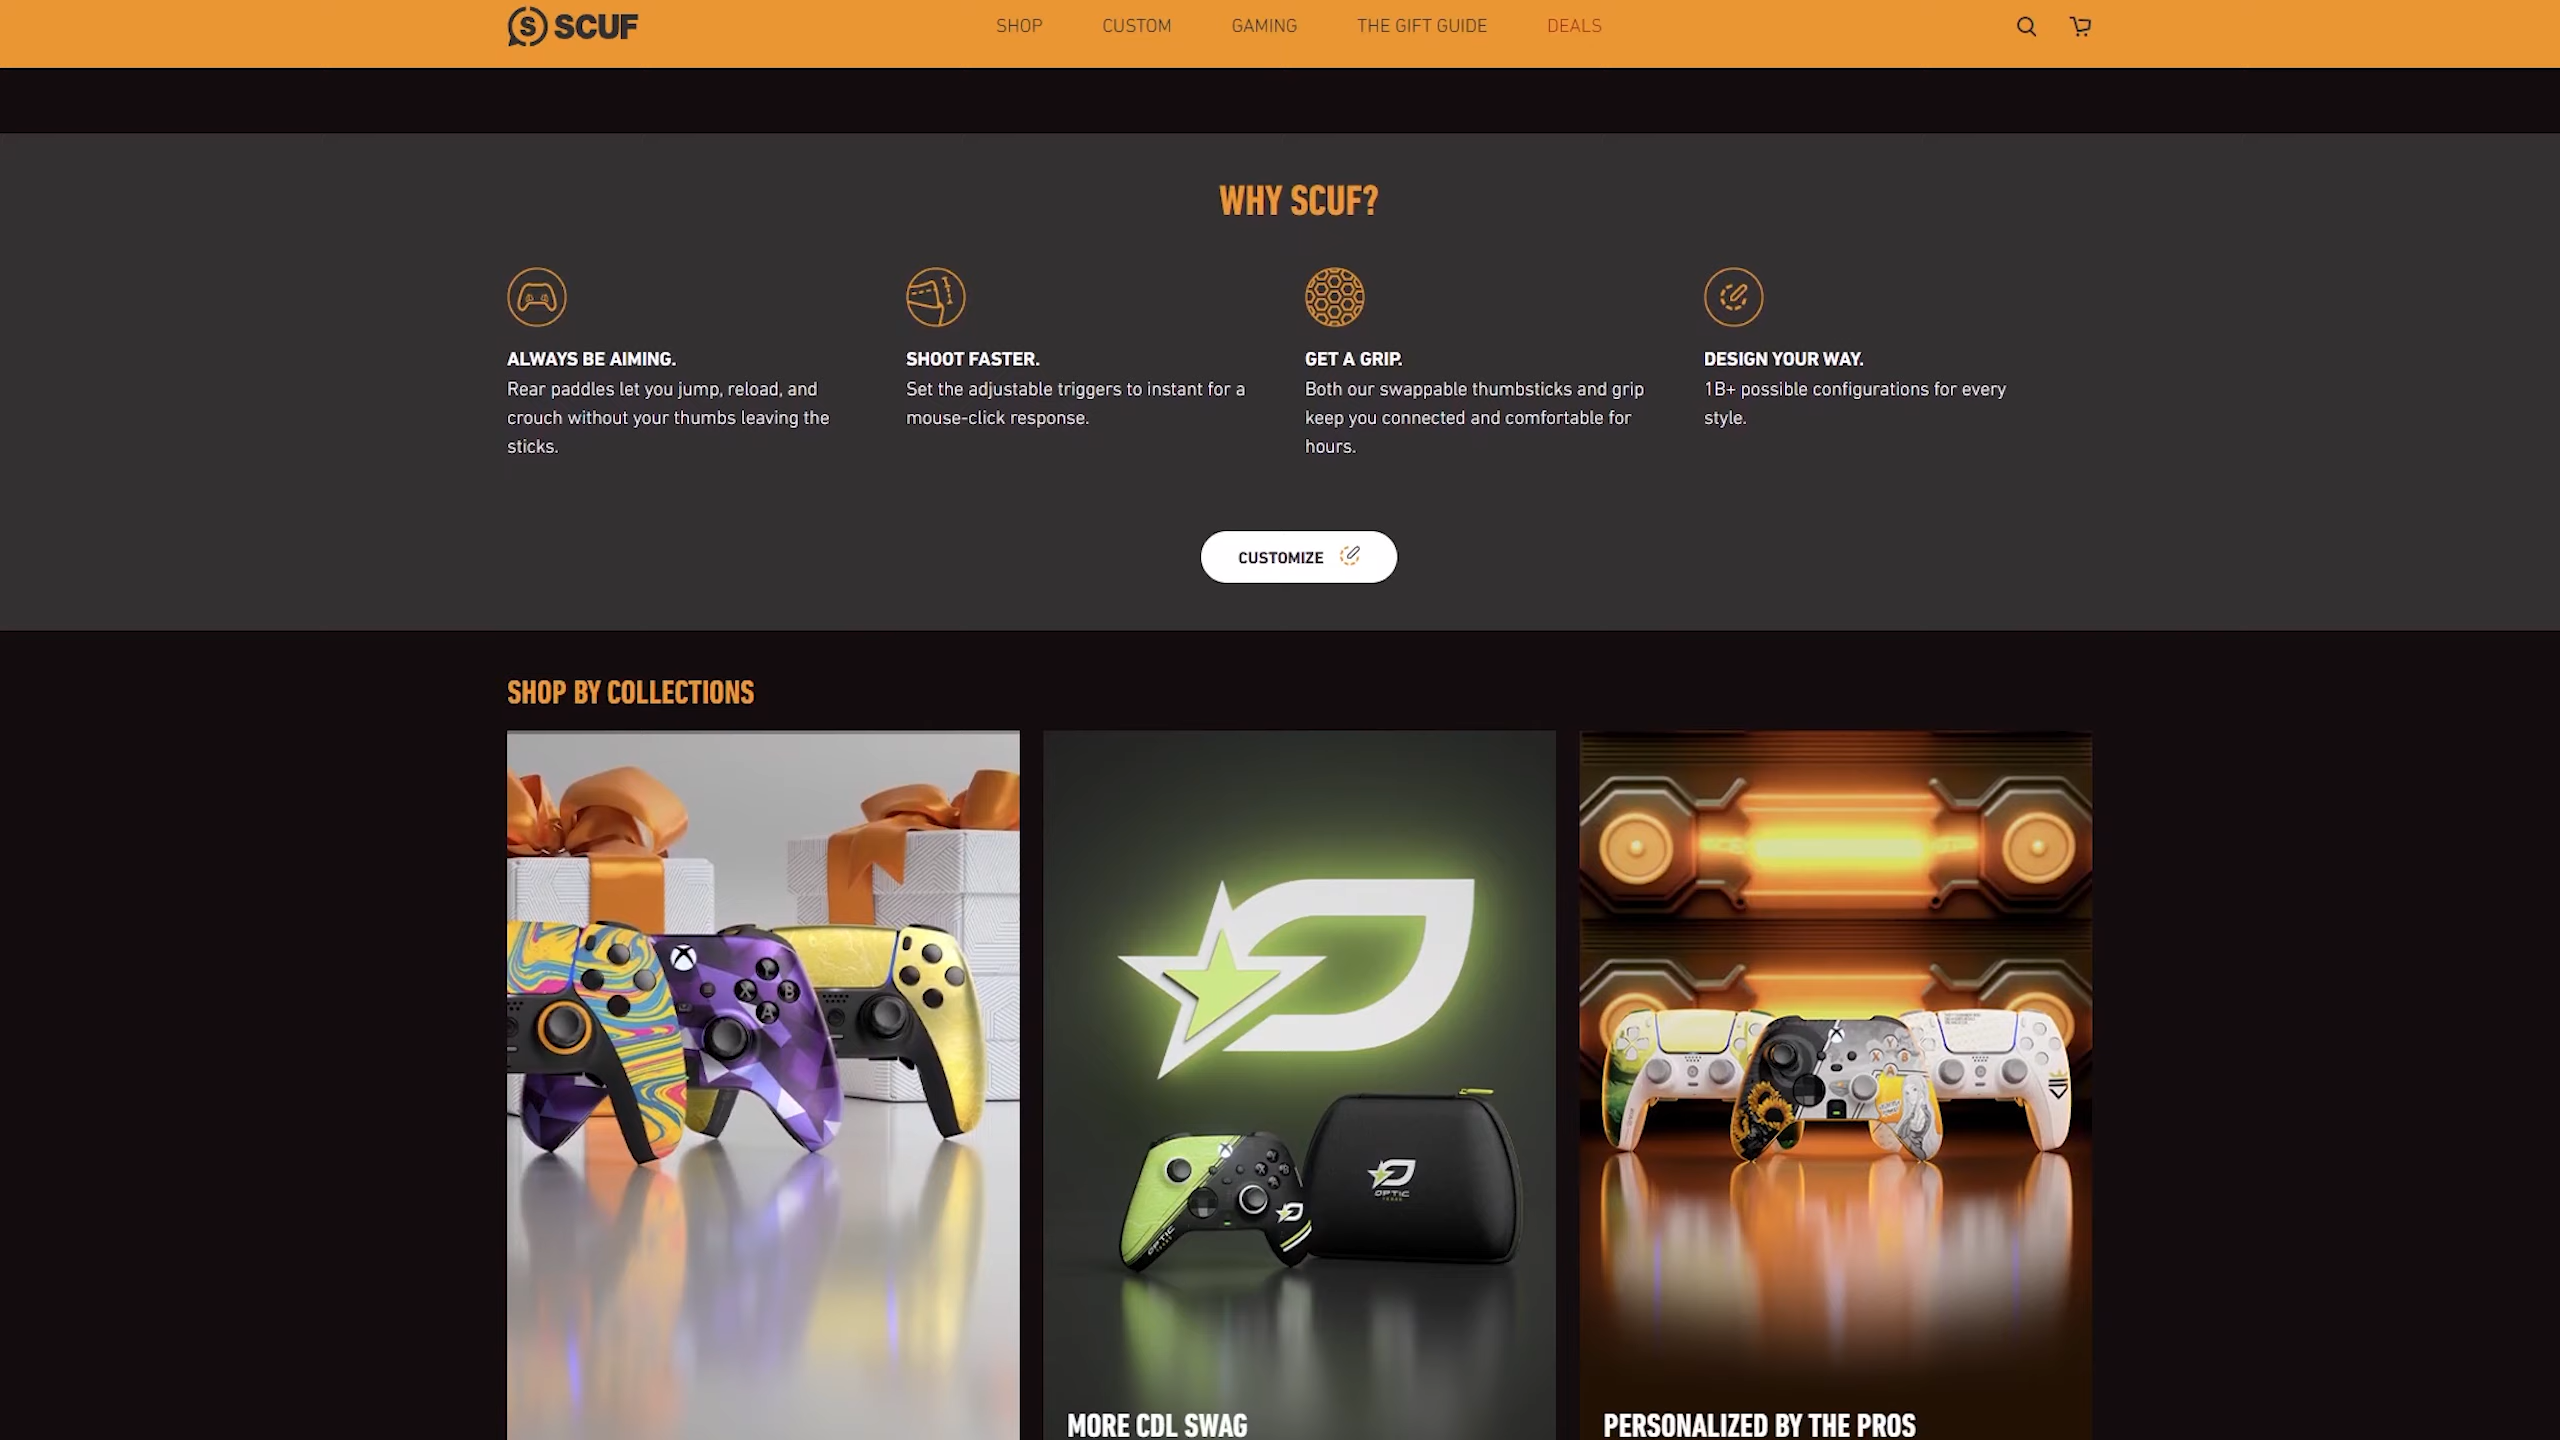 SCUF
SHOP
CUSTOM
GAMING
THE GIFT GUIDE
DEALS
WHY SCUF?
ALWAYS BE AIMING.
Rear paddles let you jump, reload, and
crouch without your thumbs leaving the
sticks.
SHOOT FASTER.
Set the adjustable triggers to instant for a
mouse-click response.
GET A GRIP.
Both our swappable thumbsticks and grip
keep you connected and comfortable for
hours.
DESIGN YOUR WAY.
1B+ possible configurations for every
style.
CUSTOMIZE
SHOP BY COLLECTIONS
Y
X B
A
OPTIC
TEXAS
OPTIC
MORE CDL SWAG
PERSONALIZED BY THE PROS